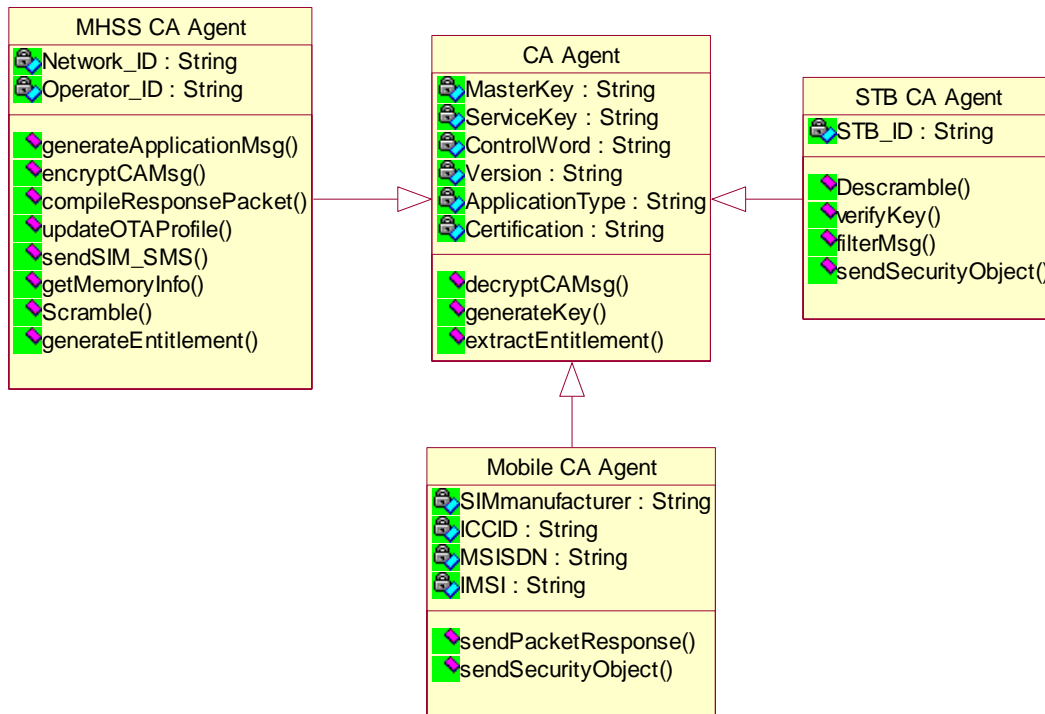 MHSS CA Agent
Network_ID : String
Operator_ID : String
generateApplicationMsg()
encryptCAMsg()
compileResponsePacket()
updateOTAProfile()
sendSIM_SMS()
getMemoryInfo()
Scramble()
generateEntitlement()
CA Agent
MasterKey : String
ServiceKey : String
ControlWord : String
Version : String
ApplicationType : String
Certification : String
decryptCAMsg()
generateKey()
extractEntitlement()
STB CA Agent
STB_ID : String
Descramble()
verifyKey()
filterMsg()
sendSecurityObject()
Mobile CA Agent
SIMmanufacturer : String
ICCID : String
MSISDN : String
IMSI : String
sendPacketResponse()
sendSecurityObject()